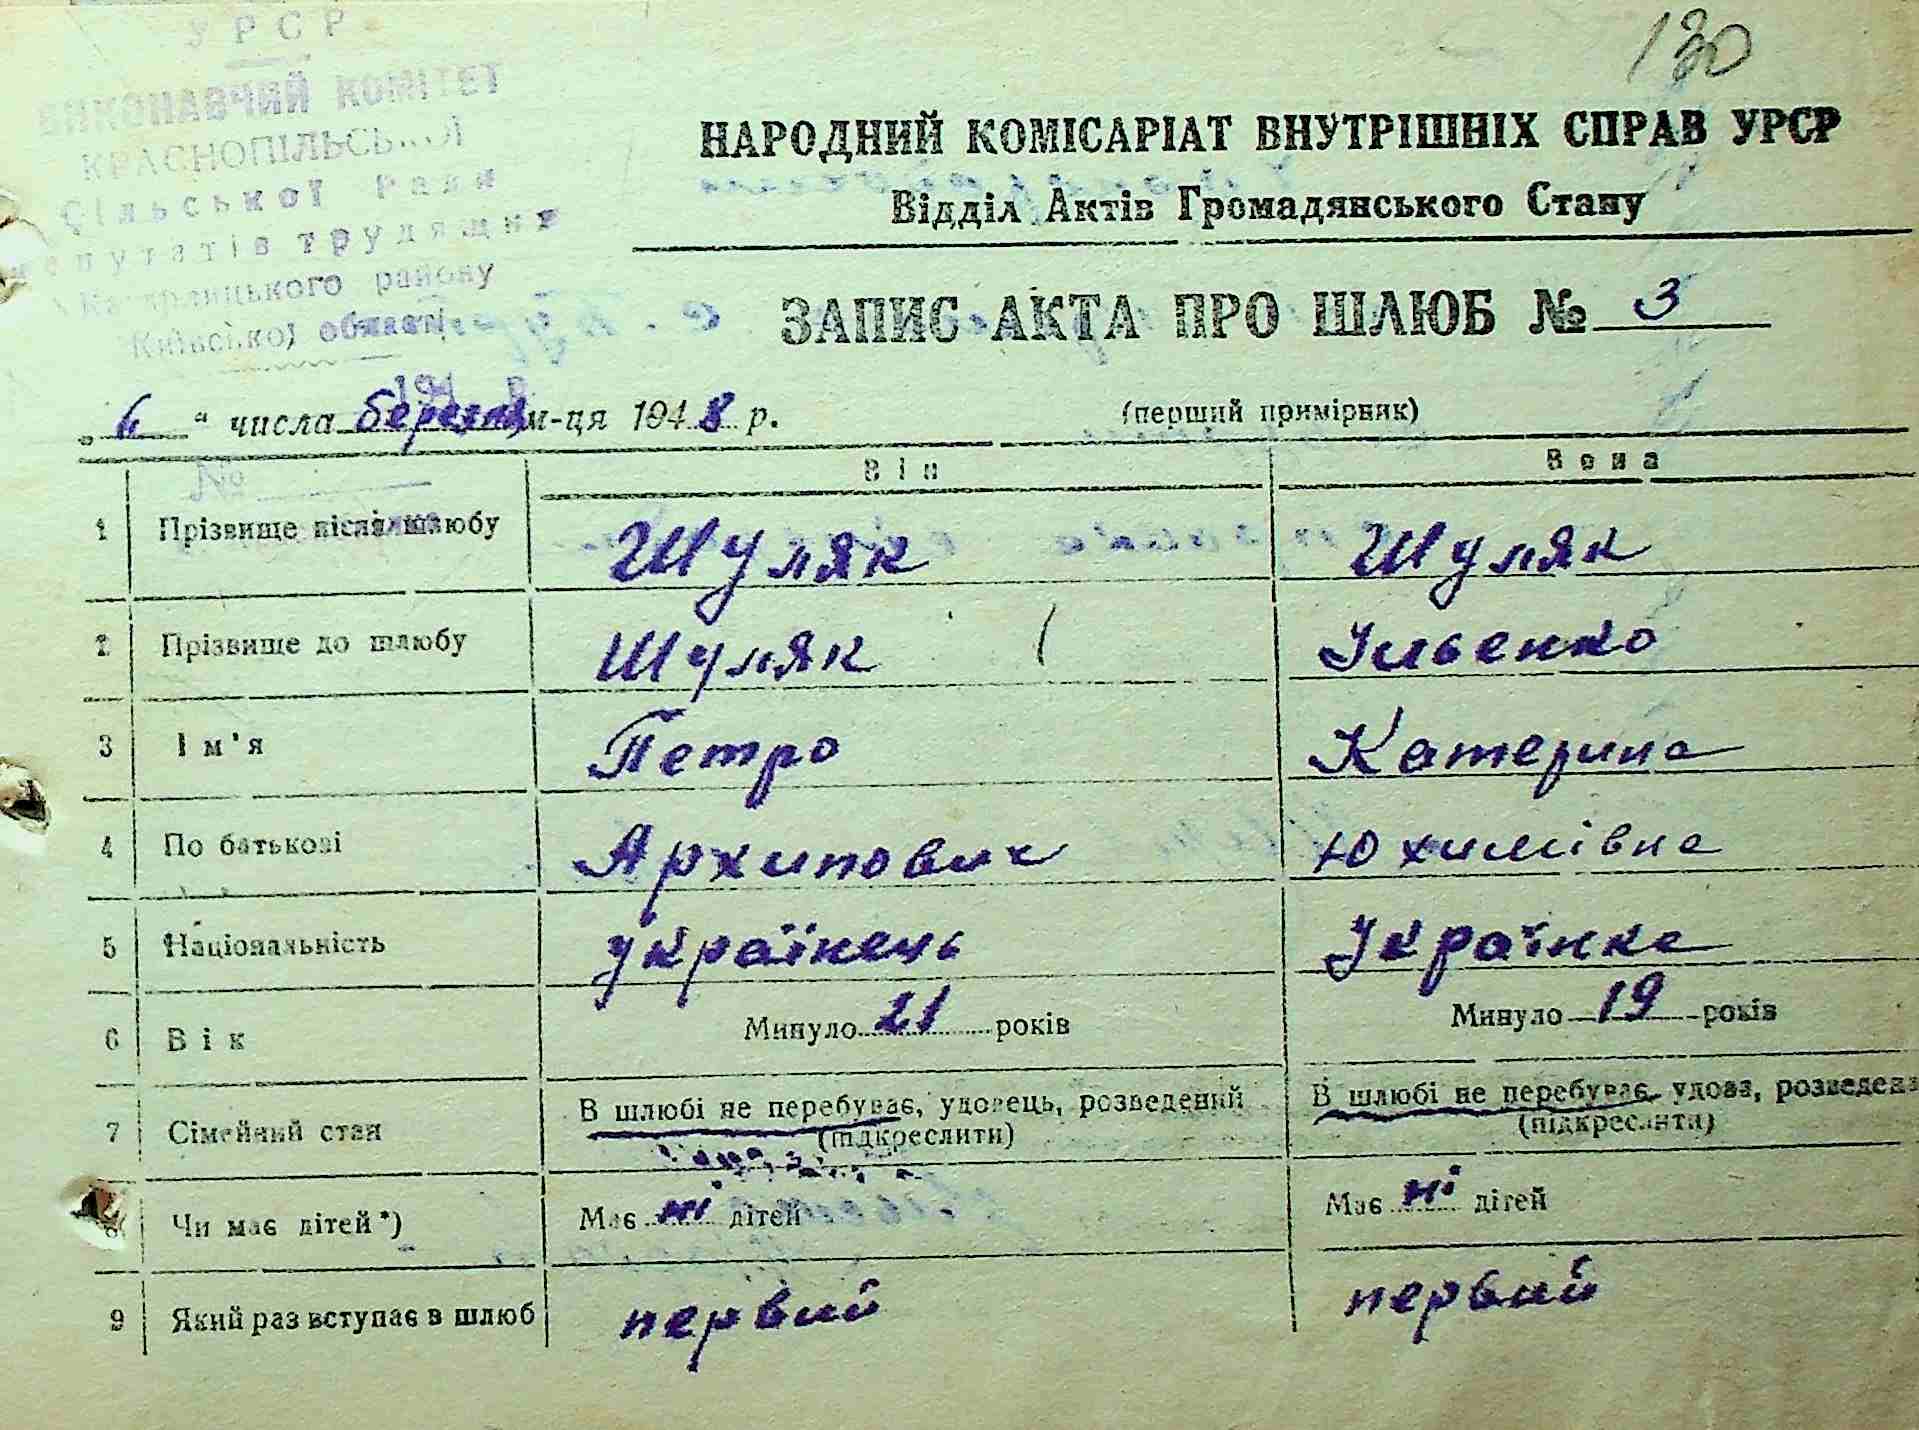 130
УРСР
ВИКОНАВЧИЙ КОМІТЕТ
КРАСНОПІЛЬСЬКОЇ
Сільської Ради
депутатів трудящих
району
Київської області
194 р.
№
НАРОДНИЙ КОМІСАРІАТ ВНУТРІШНІХ СПРАВ УРСР
Відділ Актів Громадянського Стану
ЗАПИС АКТА ПРО ШЛЮБ № 3
„6" числа березня м-ця 1948 р. (перший примірник)
Він Вона
1 Прізвище після шлюбу Шуляк Шуляк
2 Прізвище до шлюбу Шуляк Ільєнко
3 Ім'я Петро Катерина
4 По батькові Архипович Юхимівна
5 Національність українець Українка
6 Вік Минуло 21 років Минуло 19 років
7 Сімейний стан В шлюбі не перебуває, удовець, розведений В шлюбі не перебуває, удова, розведена
(підкреслити) (підкреслити)
8 Чи має дітей*) Має ні дітей Має ні дітей
9 Який раз вступає в шлюб первий первий